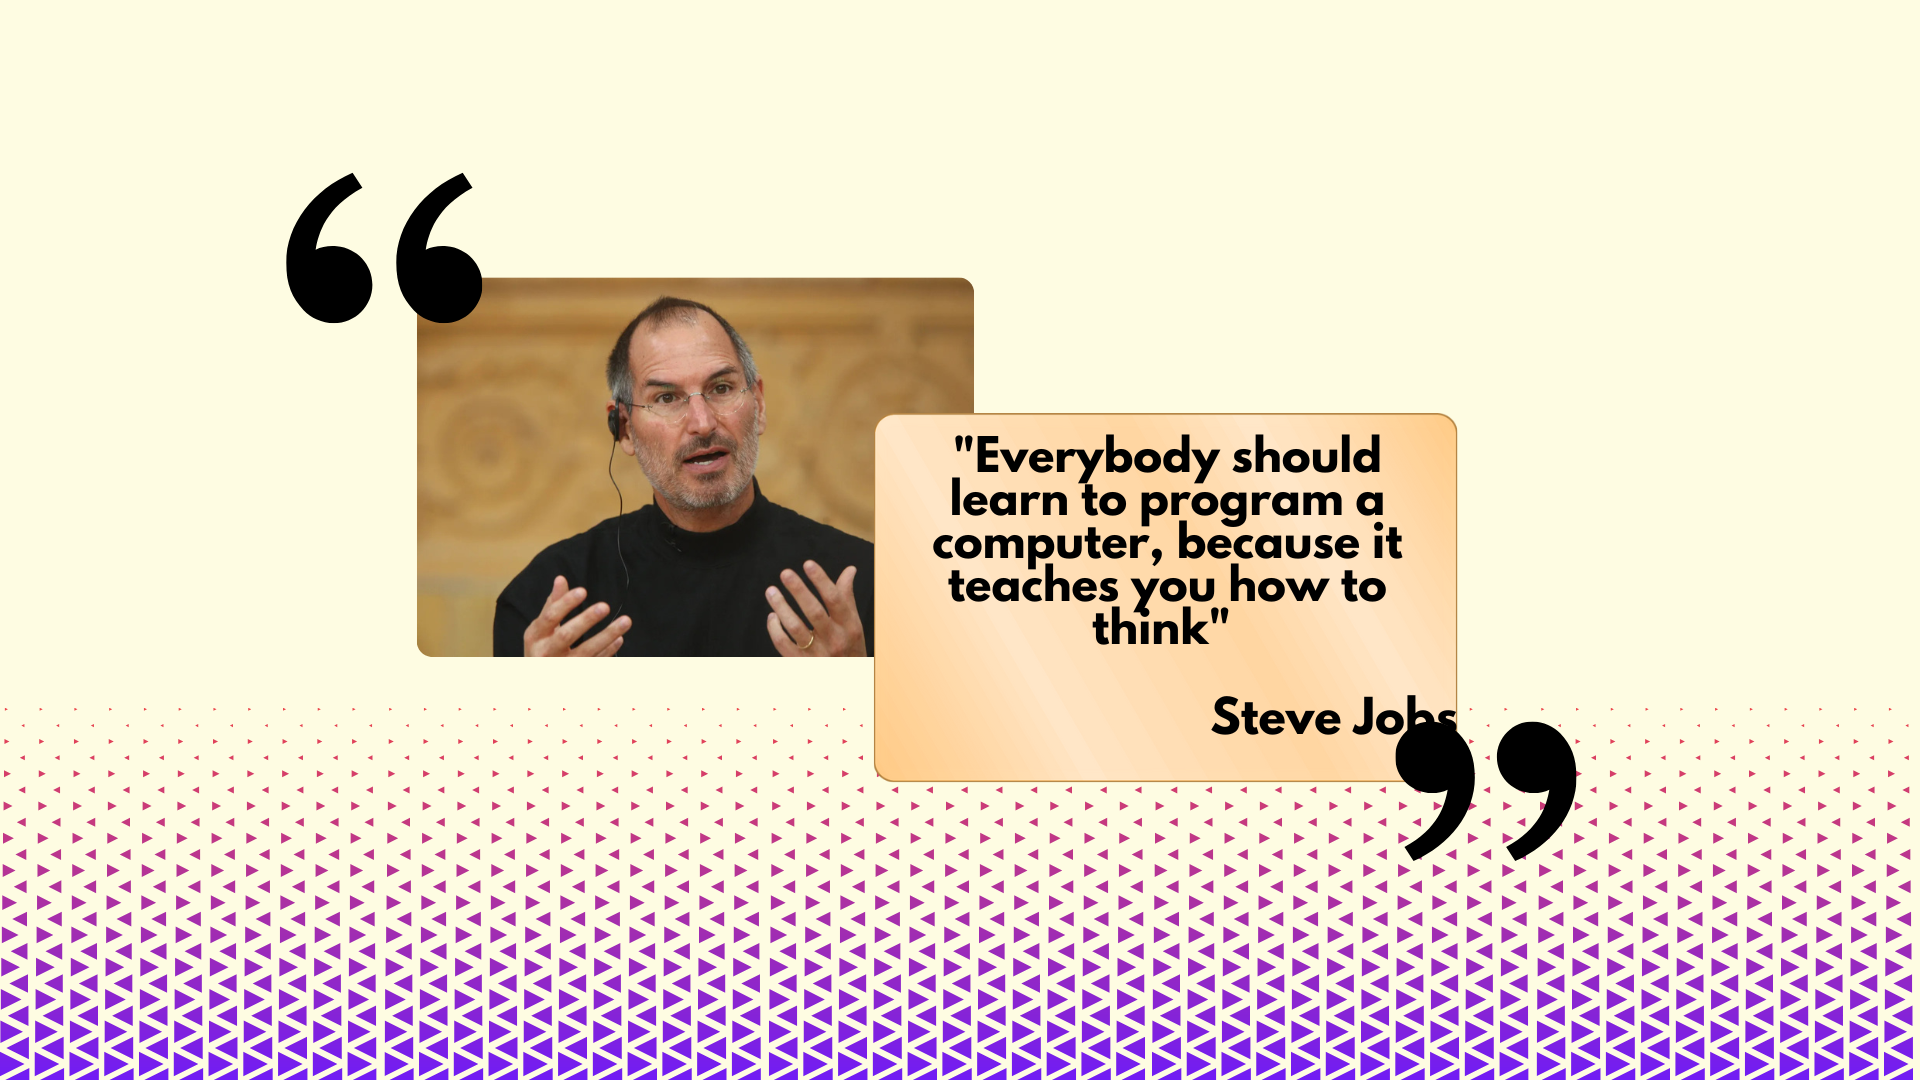 "Everybody should
learn to program a
computer, because it
teaches you how to
think"
Steve Jobs